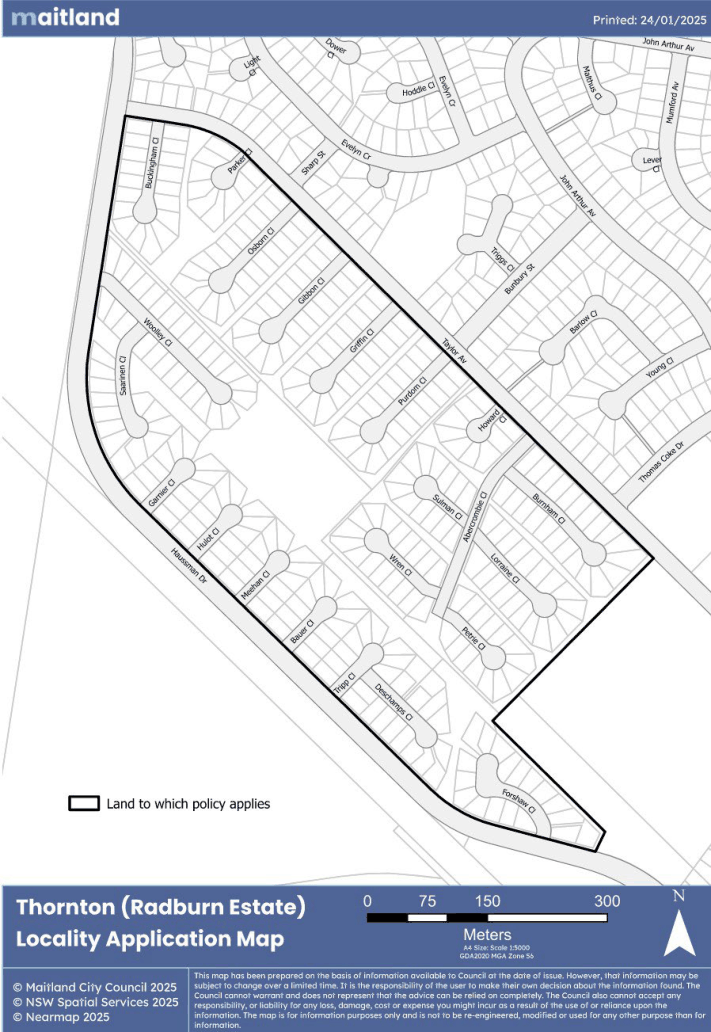 maitland
Printed: 24/01/2025
John Arthur Av
Dower Cl
Light Cl
Hoddle Cl
Evelyn Cr
Malthus Cl
Mumford Av
Lever Cl
Buckingham Cl
Parker Cl
Sharp St
Evelyn Cr
John Arthur Av
Osborn Cl
Triggs Cl
Bunbury St
Gibbon Cl
Woolley Cl
Griffin Cl
Barlow Cl
Taylor Av
Young Cl
Saarinen Cl
Purdom Cl
Howard Cl
Thomas Coke Dr
Garnier Cl
Sulman Cl
Abercrombie Cl
Burnham Cl
Hulot Cl
Haussman Dr
Wren Cl
Lorraine Cl
Meehan Cl
Bauer Cl
Petrie Cl
Tripp Cl
Deschamps Cl
Forshaw Cl
Land to which policy applies
Thornton (Radburn Estate)
Locality Application Map
0 75 150 300
Meters
A4 Size: Scale 1:5000
GDA2020 MGA Zone 56
N
© Maitland City Council 2025
© NSW Spatial Services 2025
© Nearmap 2025
This map has been prepared on the basis of information available to Council at the date of issue. However, that information may be
subject to change over a limited time. It is the responsibility of the user to make their own decision about the information found. The
Council cannot warrant and does not represent that the advice can be relied on completely. The Council also cannot accept any
responsibility, or liability for any loss, damage, cost or expense you might incur as a result of the use of or reliance upon the
information. The map is for information purposes only and is not to be re-engineered, modified or used for any other purpose than for
information.